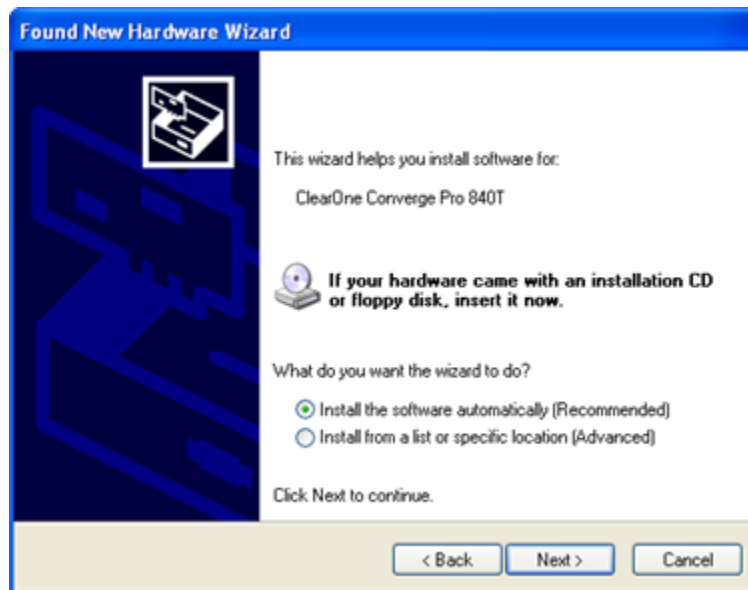 Found New Hardware Wizard
This wizard helps you install software for:
ClearOne Converge Pro 840T
If your hardware came with an installation CD
or floppy disk, insert it now.
What do you want the wizard to do?
Install the software automatically (Recommended)
Install from a list or specific location (Advanced)
Click Next to continue.
< Back
Next >
Cancel